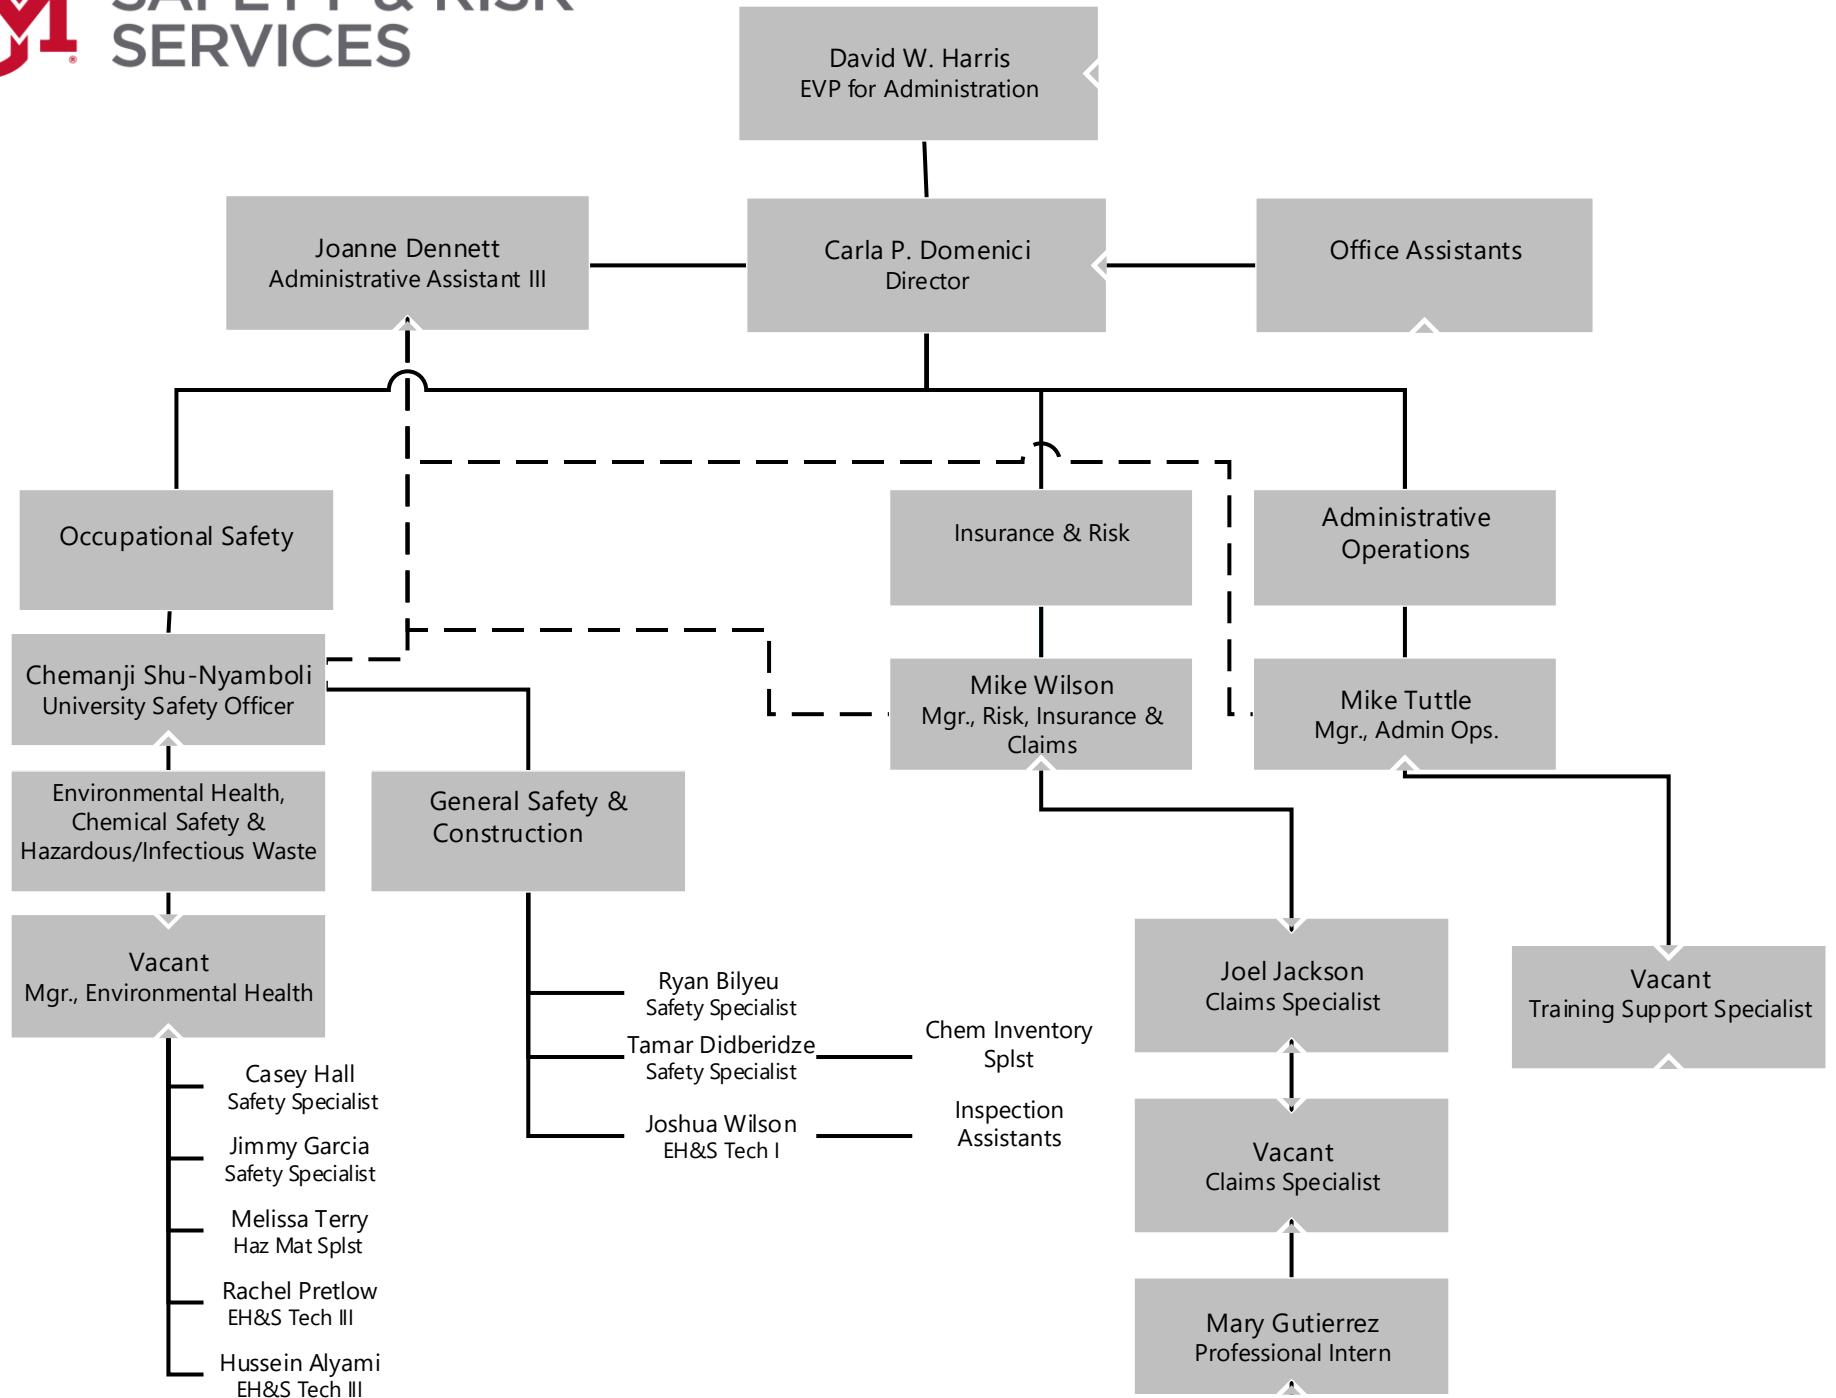 SAFETY & RISK
SERVICES
David W. Harris
EVP for Administration
Joanne Dennett
Administrative Assistant III
Carla P. Domenici
Director
Office Assistants
Occupational Safety
Insurance & Risk
Administrative
Operations
Chemanji Shu-Nyamboli
University Safety Officer
Mike Wilson
Mgr., Risk, Insurance &
Claims
Mike Tuttle
Mgr., Admin Ops.
Environmental Health,
Chemical Safety &
Hazardous/Infectious Waste
General Safety &
Construction
Vacant
Mgr., Environmental Health
Casey Hall
Safety Specialist
Jimmy Garcia
Safety Specialist
Melissa Terry
Haz Mat Splst
Rachel Pretlow
EH&S Tech III
Hussein Alyami
EH&S Tech III
Ryan Bilyeu
Safety Specialist
Tamar Didberidze
Safety Specialist
Chem Inventory
Splst
Joshua Wilson
EH&S Tech I
Inspection
Assistants
Joel Jackson
Claims Specialist
Vacant
Claims Specialist
Mary Gutierrez
Professional Intern
Vacant
Training Support Specialist